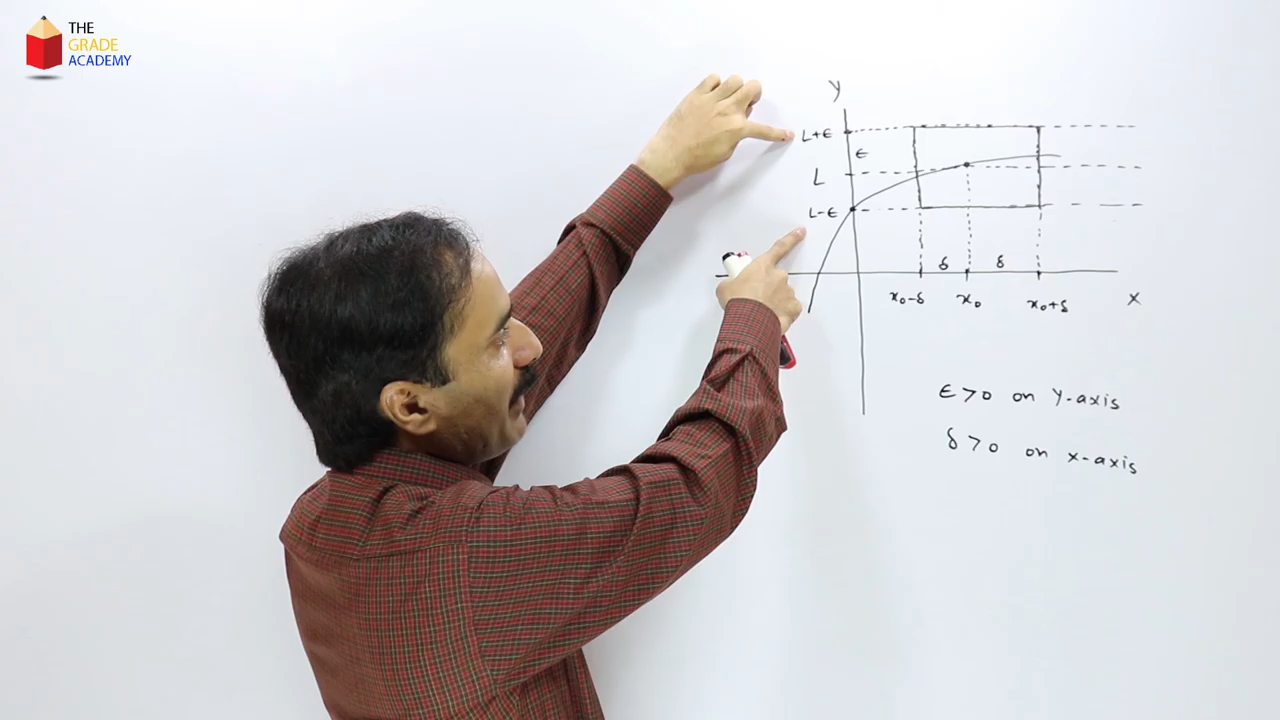 THE
GRADE
ACADEMY
y
L+ϵ
ϵ
L
L-ϵ
δ δ
x₀-δ x₀ x₀+δ x
ϵ>0 on y-axis
δ>0 on x-axis